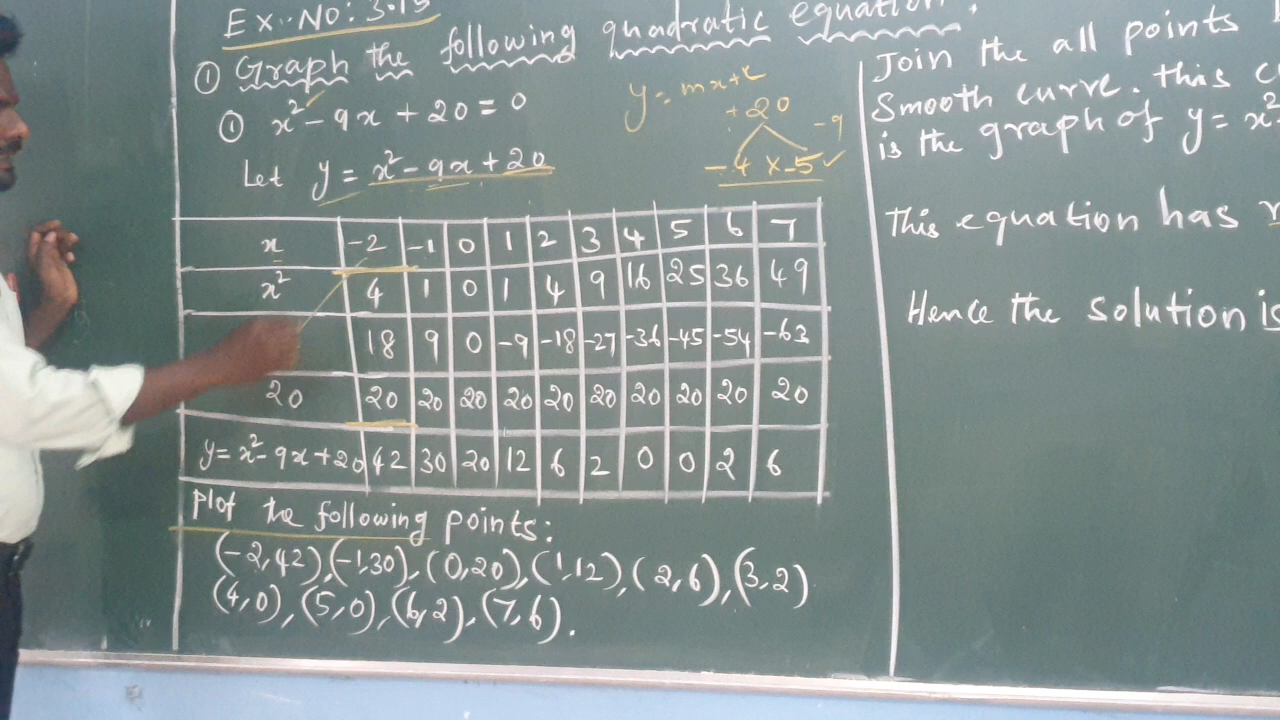 Ex. No: 3.15
① Graph the following quadratic equation.
① x² - 9x + 20 = 0
Let y = x² - 9x + 20
y = mx + c
+20
-9
-4 × -5 ✓
x -2 -1 0 1 2 3 4 5 6 7
x² 4 1 0 1 4 9 16 25 36 49
18 9 0 -9 -18 -27 -36 -45 -54 -63
20 20 20 20 20 20 20 20 20 20 20
y = x² - 9x + 20 42 30 20 12 6 2 0 0 2 6
Plot the following points:
(-2,42), (-1,30), (0,20), (1,12), (2,6), (3,2)
(4,0), (5,0), (6,2), (7,6).
Join the all points
Smooth curve. this
is the graph of y = x²
This equation has
Hence the solution is